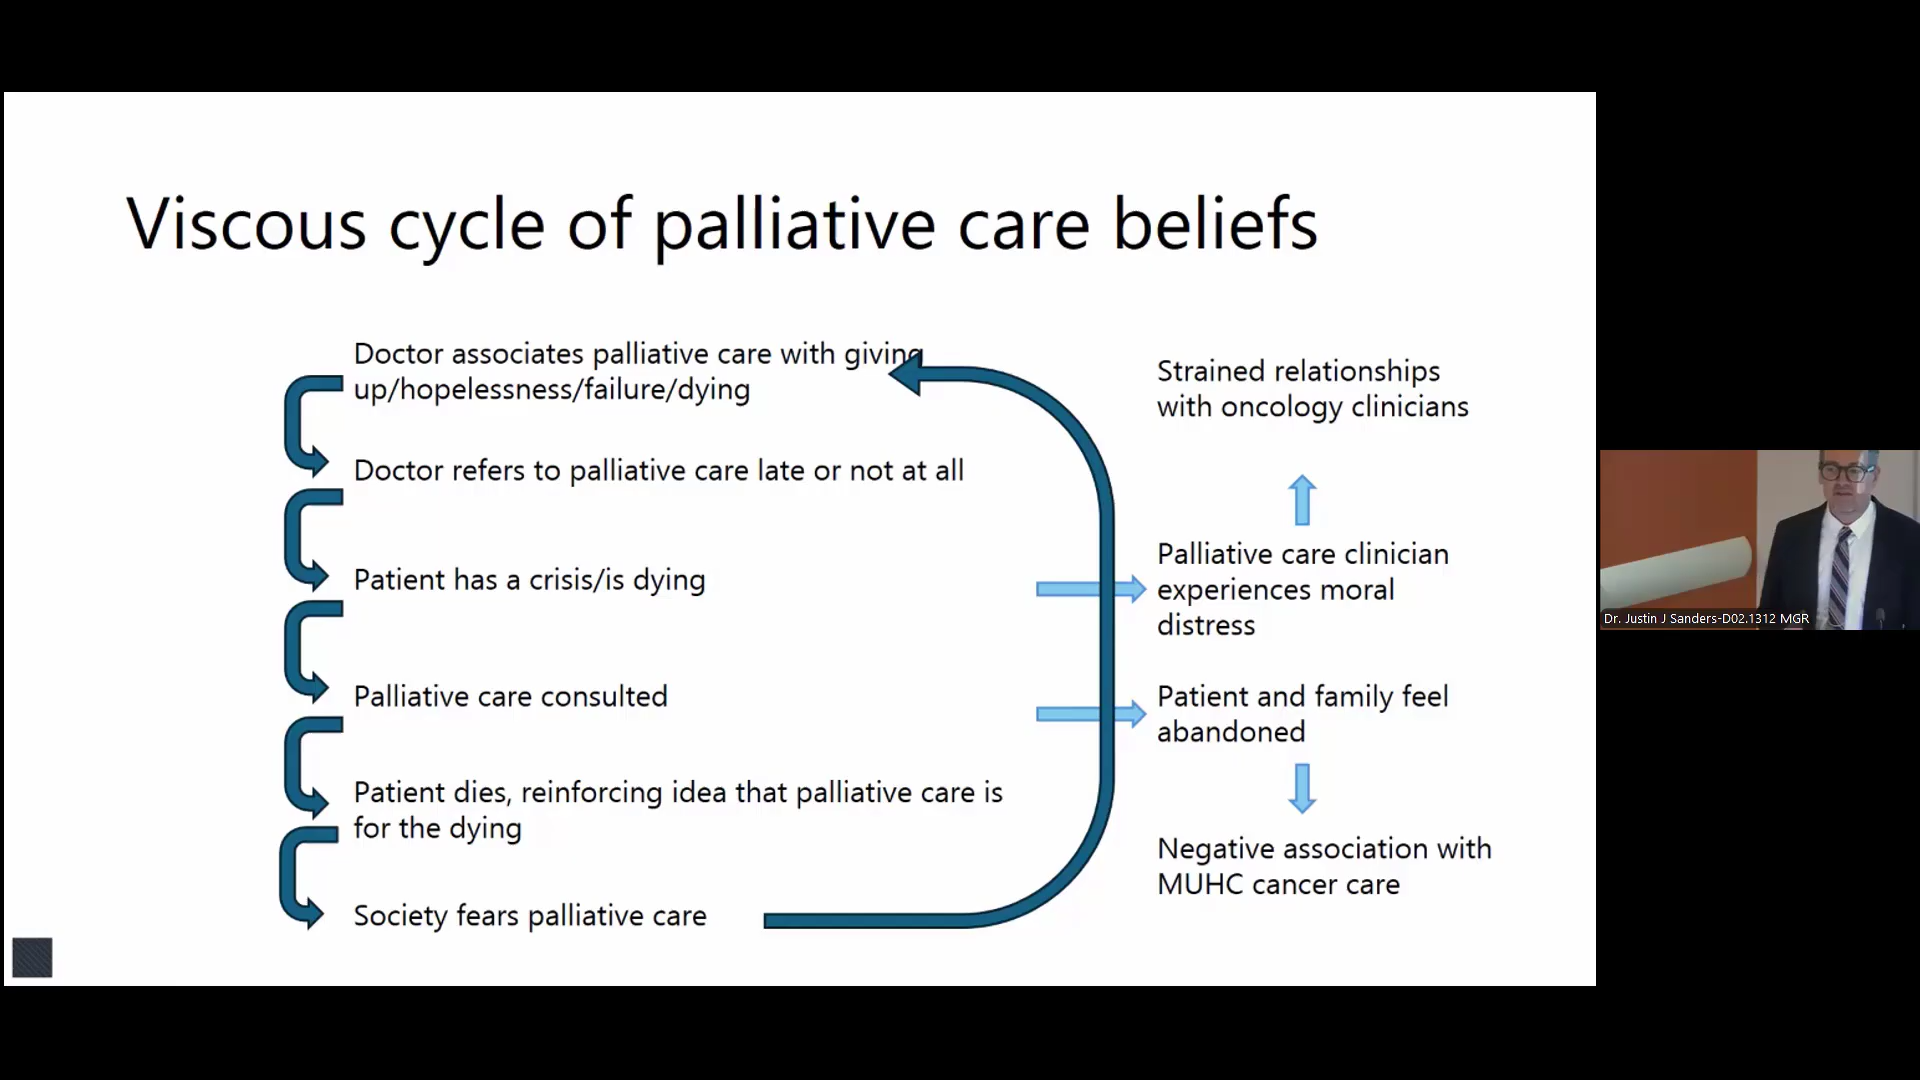 Viscous cycle of palliative care beliefs
Doctor associates palliative care with giving
up/hopelessness/failure/dying
Doctor refers to palliative care late or not at all
Patient has a crisis/is dying
Palliative care consulted
Patient dies, reinforcing idea that palliative care is
for the dying
Society fears palliative care
Strained relationships
with oncology clinicians
Palliative care clinician
experiences moral
distress
Patient and family feel
abandoned
Negative association with
MUHC cancer care
Dr. Justin J Sanders-D02.1312 MGR